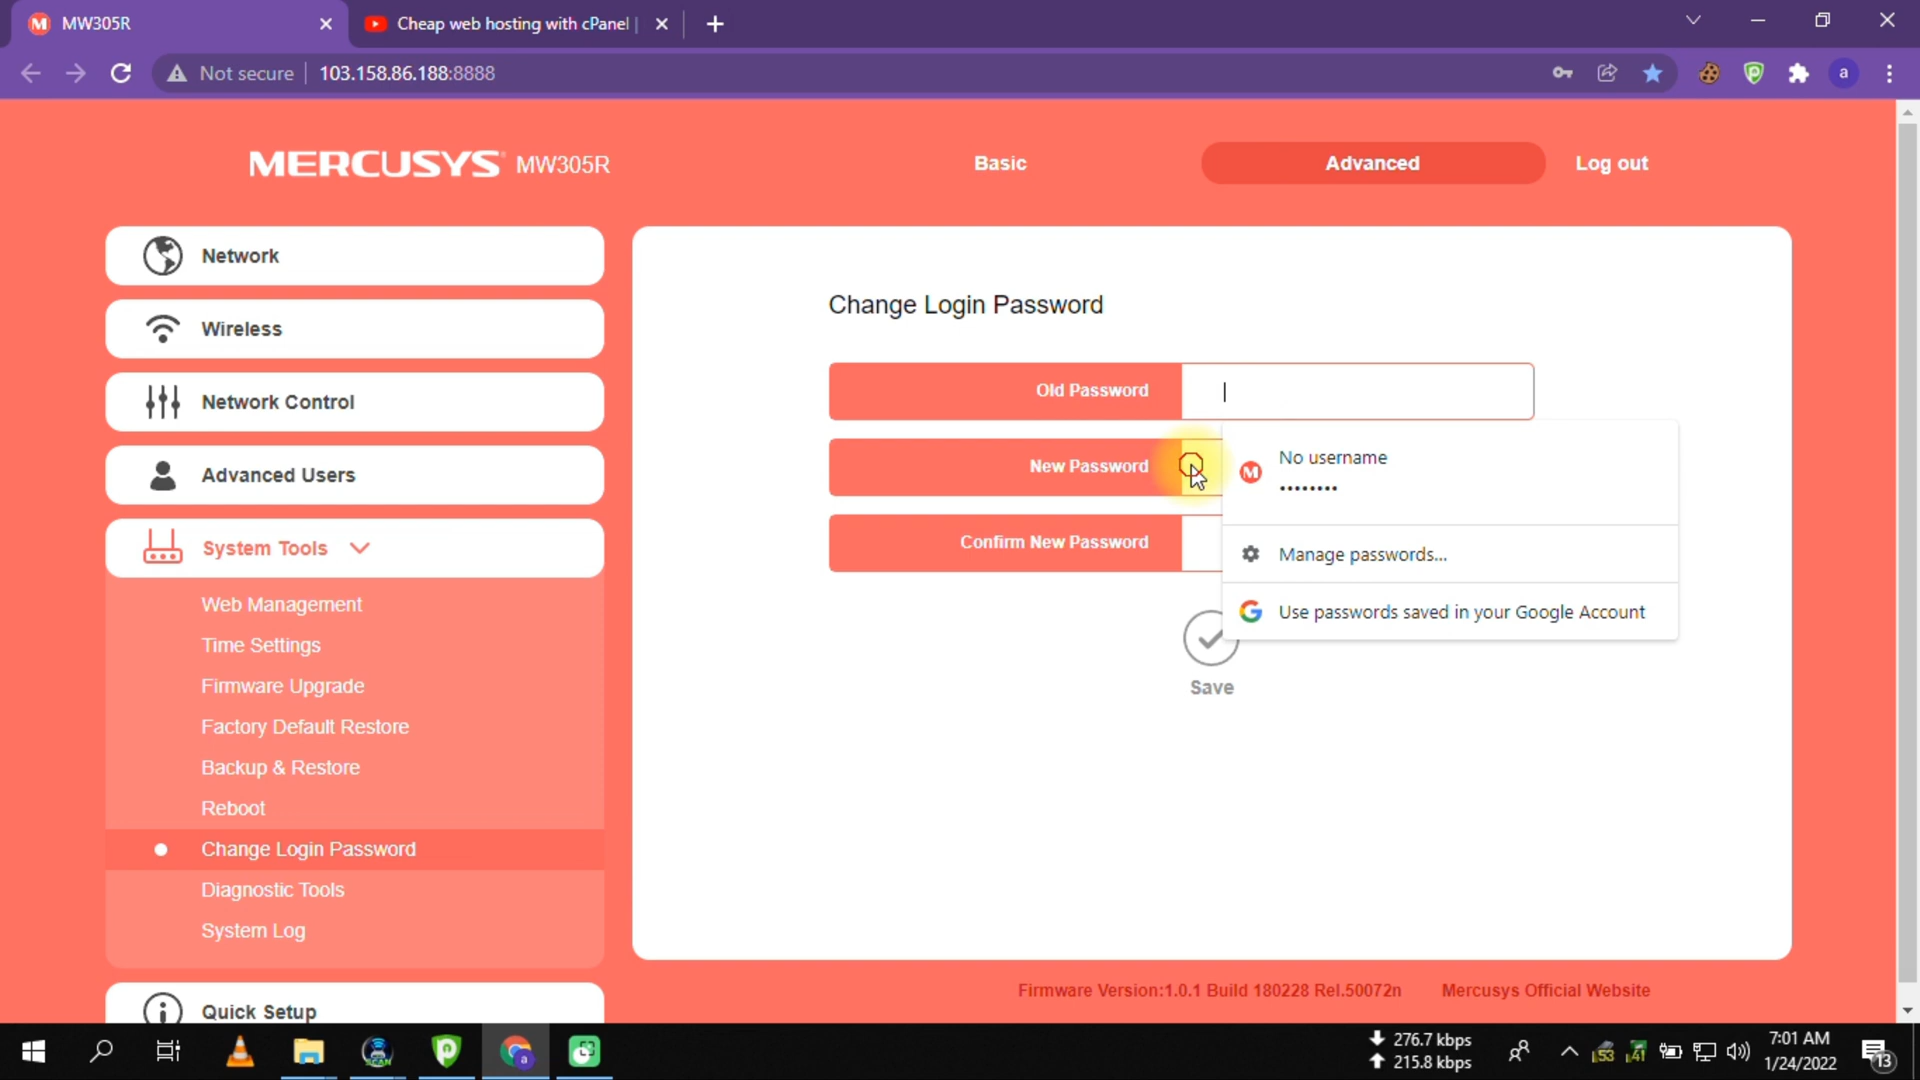 MW305R
Cheap web hosting with cPanel
Not secure
103.158.86.188:8888
a
MERCUSYS MW305R
Basic
Advanced
Log out
Network
Wireless
Network Control
Advanced Users
System Tools
Web Management
Time Settings
Firmware Upgrade
Factory Default Restore
Backup & Restore
Reboot
Change Login Password
Diagnostic Tools
System Log
Quick Setup
Change Login Password
Old Password
New Password
Confirm New Password
No username
••••••••
Manage passwords...
Use passwords saved in your Google Account
Save
Firmware Version:1.0.1 Build 180228 Rel.50072n
Mercusys Official Website
SCAN
a
276.7 kbps
215.8 kbps
53
41
7:01 AM
1/24/2022
13